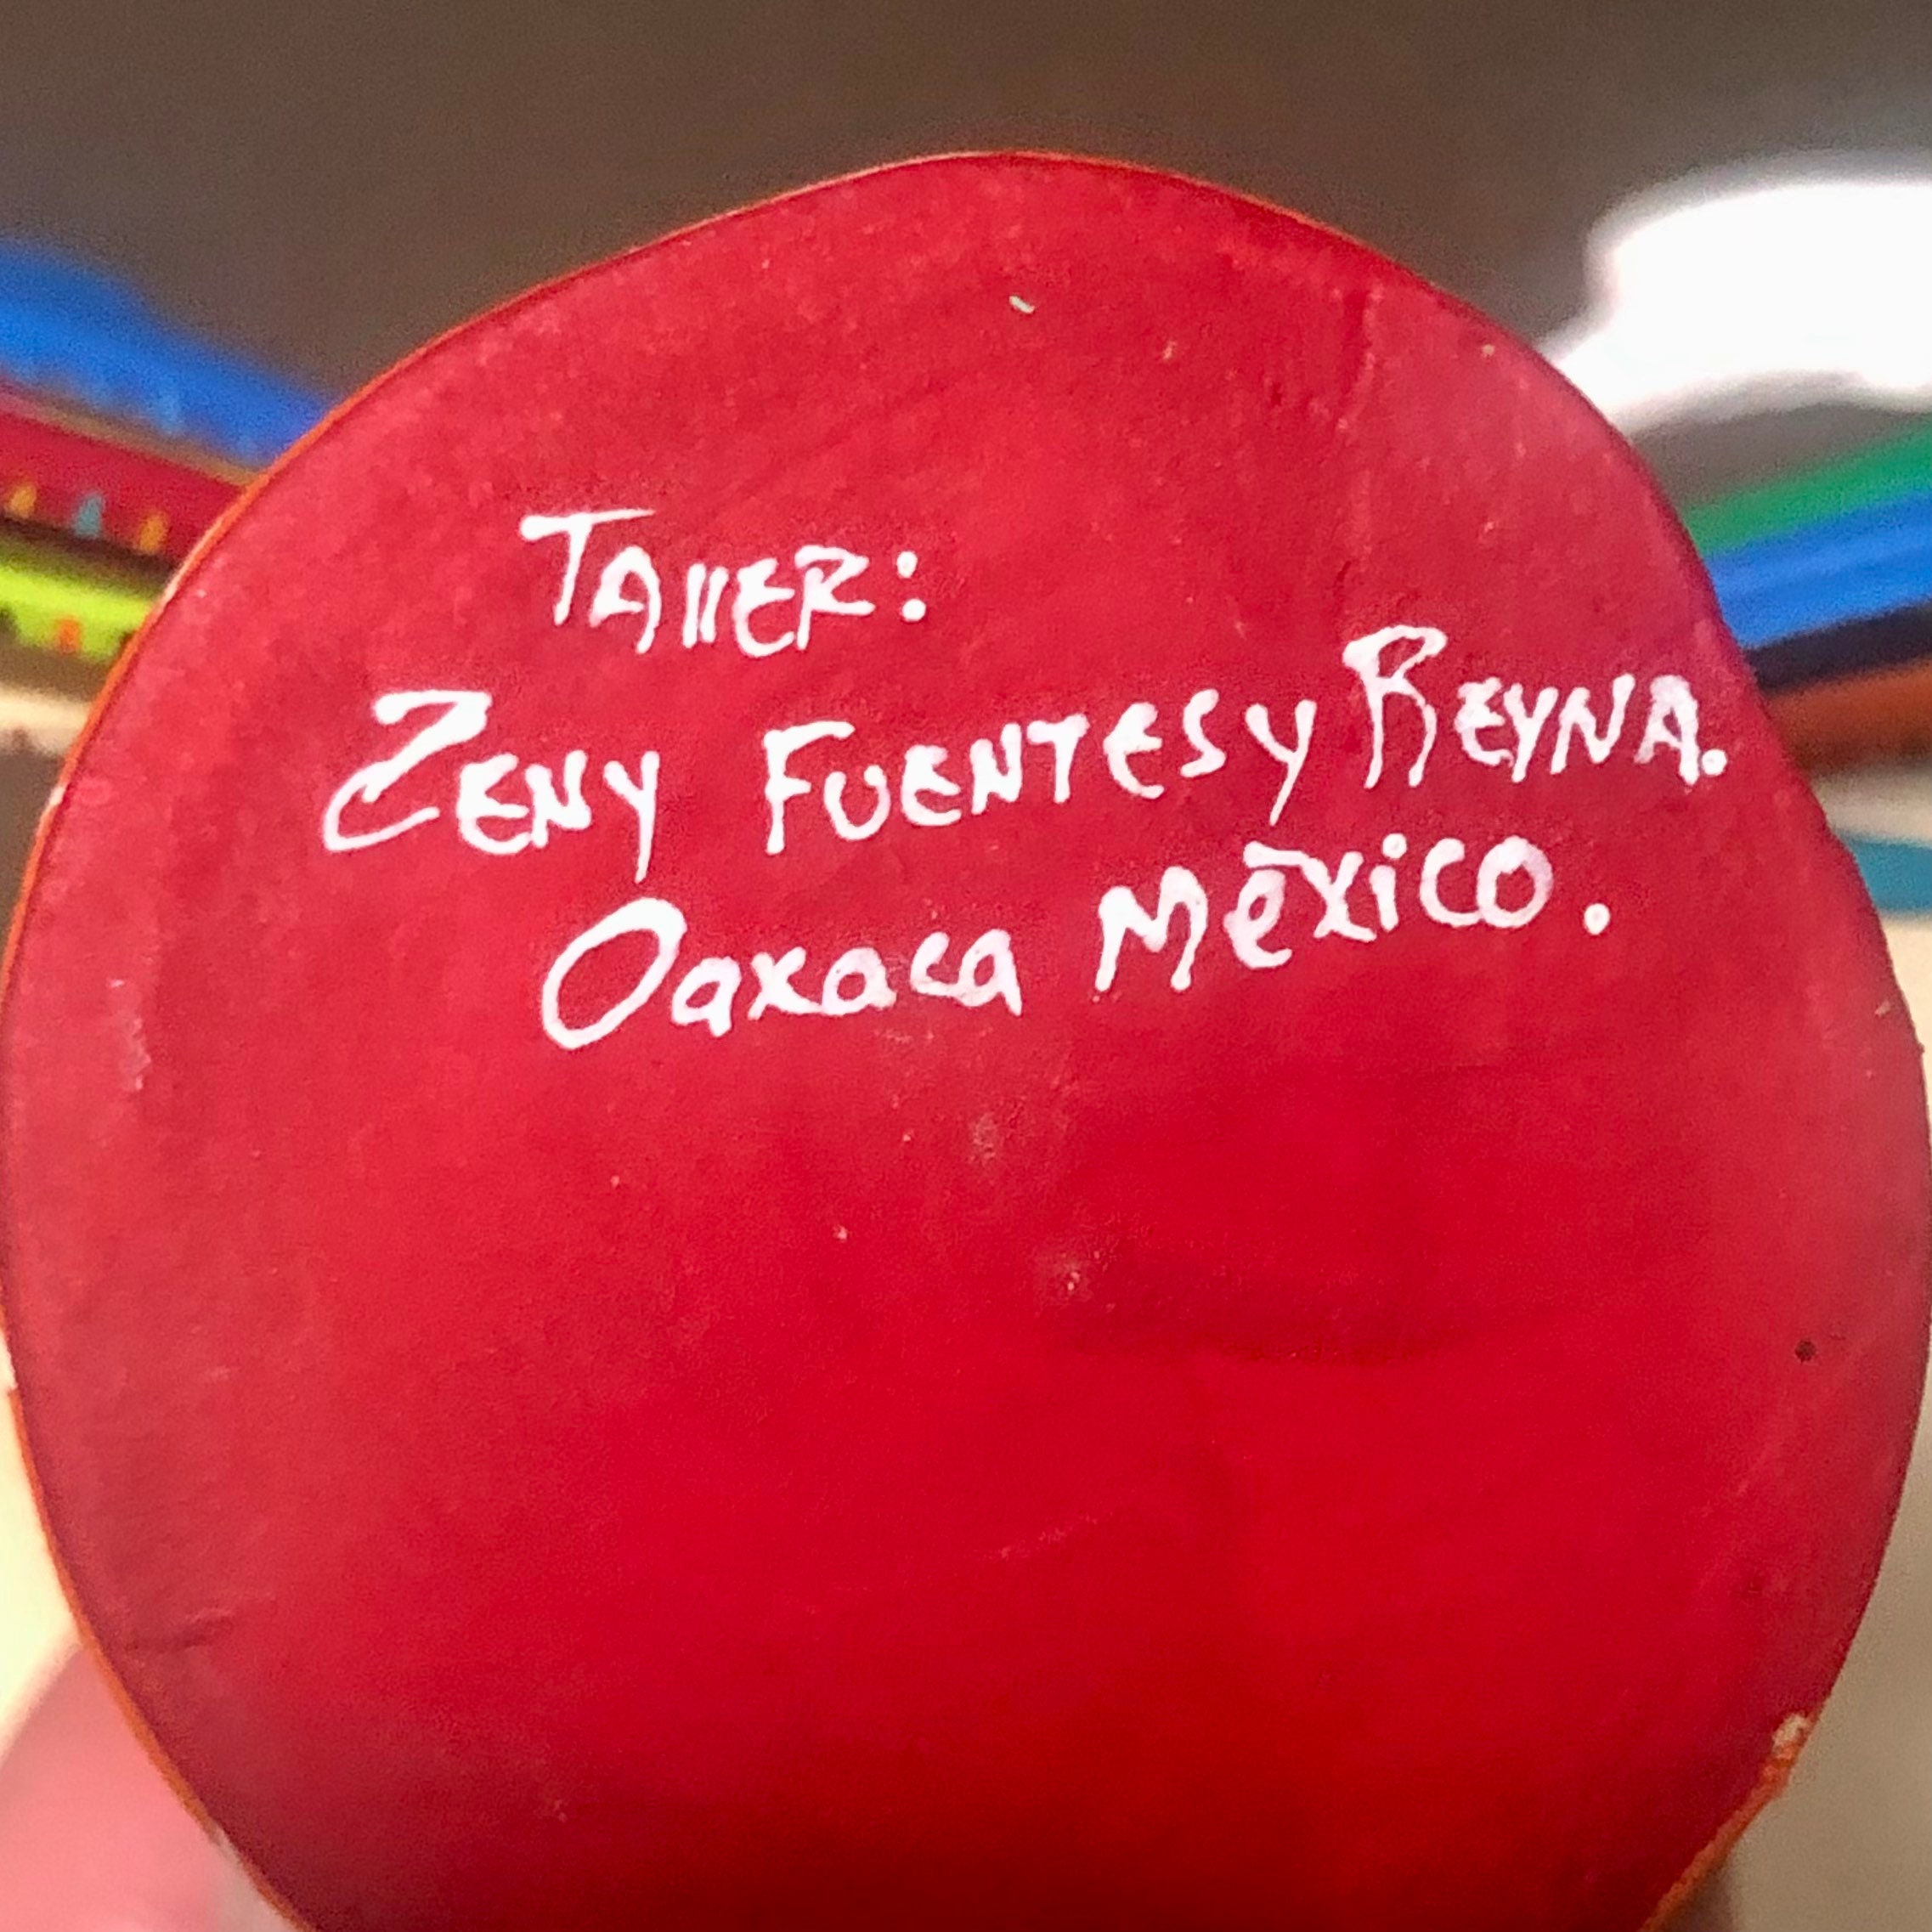 TAllER:
ZENY FUENTES y REYNA.
Oaxaca México.